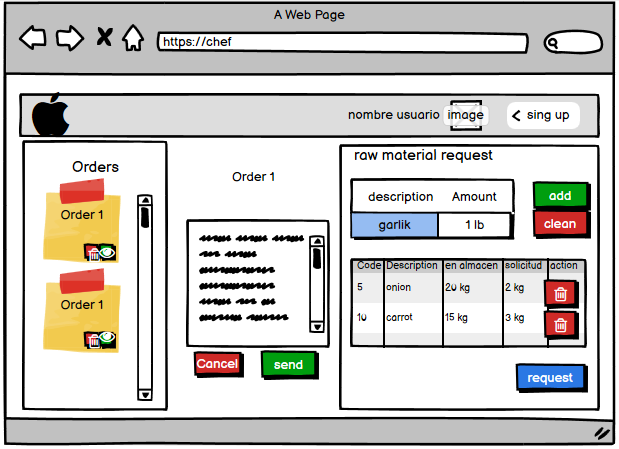 A Web Page
https://chef
nombre usuario image sing up
Orders
Order 1
Order 1
Order 1
Cancel send
raw material request
description Amount
garlik 1 lb
add
clean
Code Description en almacen solicitud action
5 onion 20 kg 2 kg
10 carrot 15 kg 3 kg
request